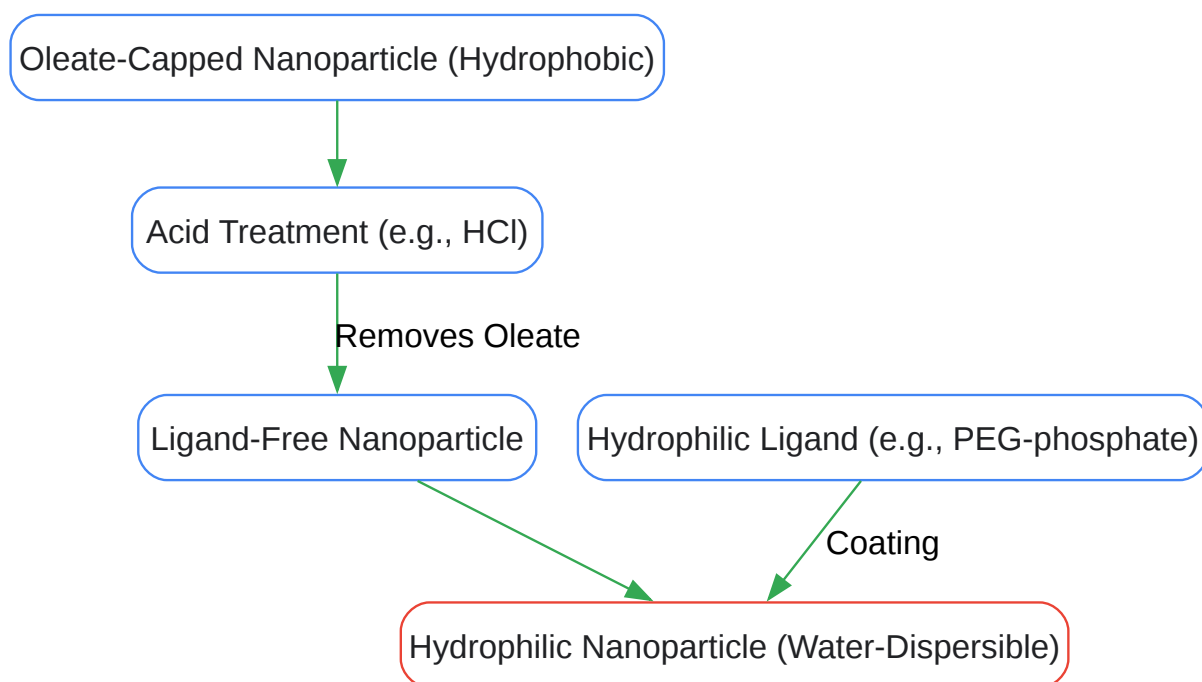 Oleate-Capped Nanoparticle (Hydrophobic)
Acid Treatment (e.g., HCl)
Removes Oleate
Ligand-Free Nanoparticle
Hydrophilic Ligand (e.g., PEG-phosphate)
Coating
Hydrophilic Nanoparticle (Water-Dispersible)